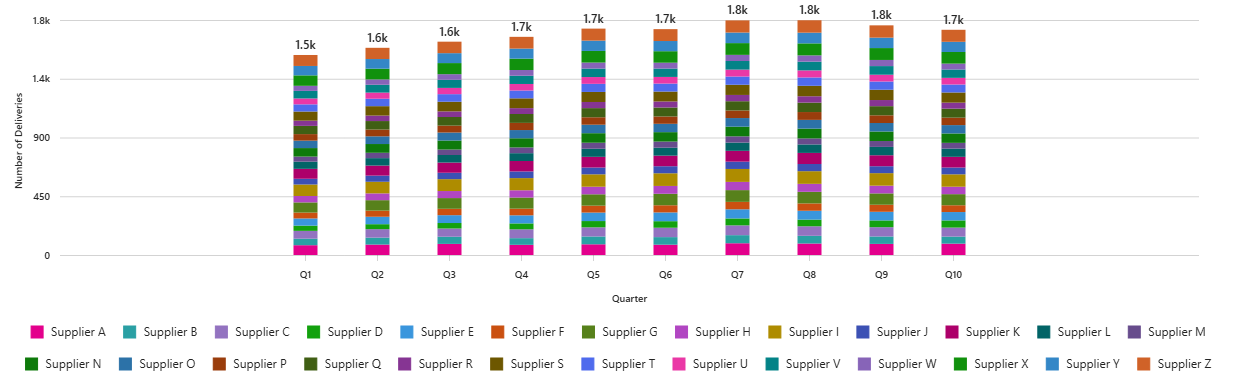 1.5k 1.6k 1.6k 1.7k 1.7k 1.7k 1.8k 1.8k 1.8k 1.7k
Number of Deliveries
1.8k
1.4k
900
450
0
Q1 Q2 Q3 Q4 Q5 Q6 Q7 Q8 Q9 Q10
Quarter
Supplier A Supplier B Supplier C Supplier D Supplier E Supplier F Supplier G Supplier H Supplier I Supplier J Supplier K Supplier L Supplier M
Supplier N Supplier O Supplier P Supplier Q Supplier R Supplier S Supplier T Supplier U Supplier V Supplier W Supplier X Supplier Y Supplier Z